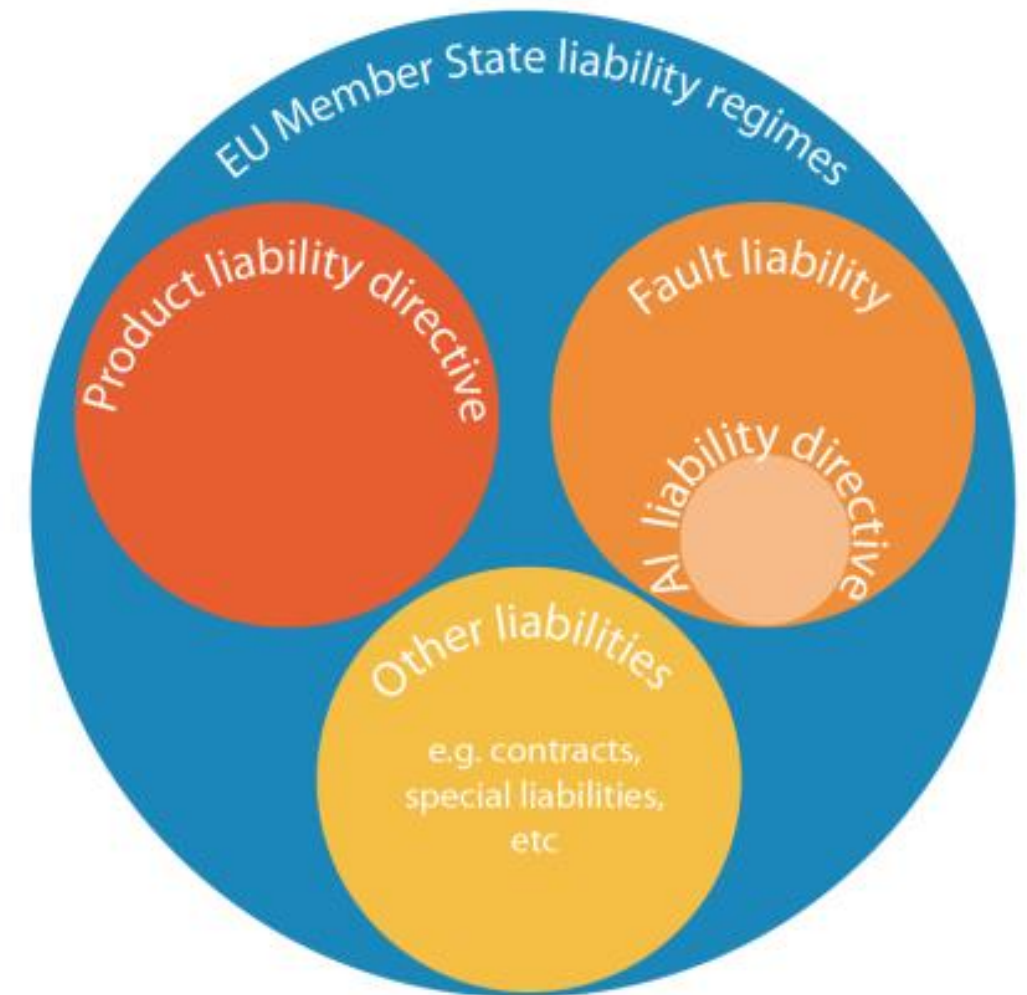 EU Member State liability regimes
Product liability directive
Fault liability
AI liability directive
Other liabilities
e.g. contracts,
special liabilities,
etc